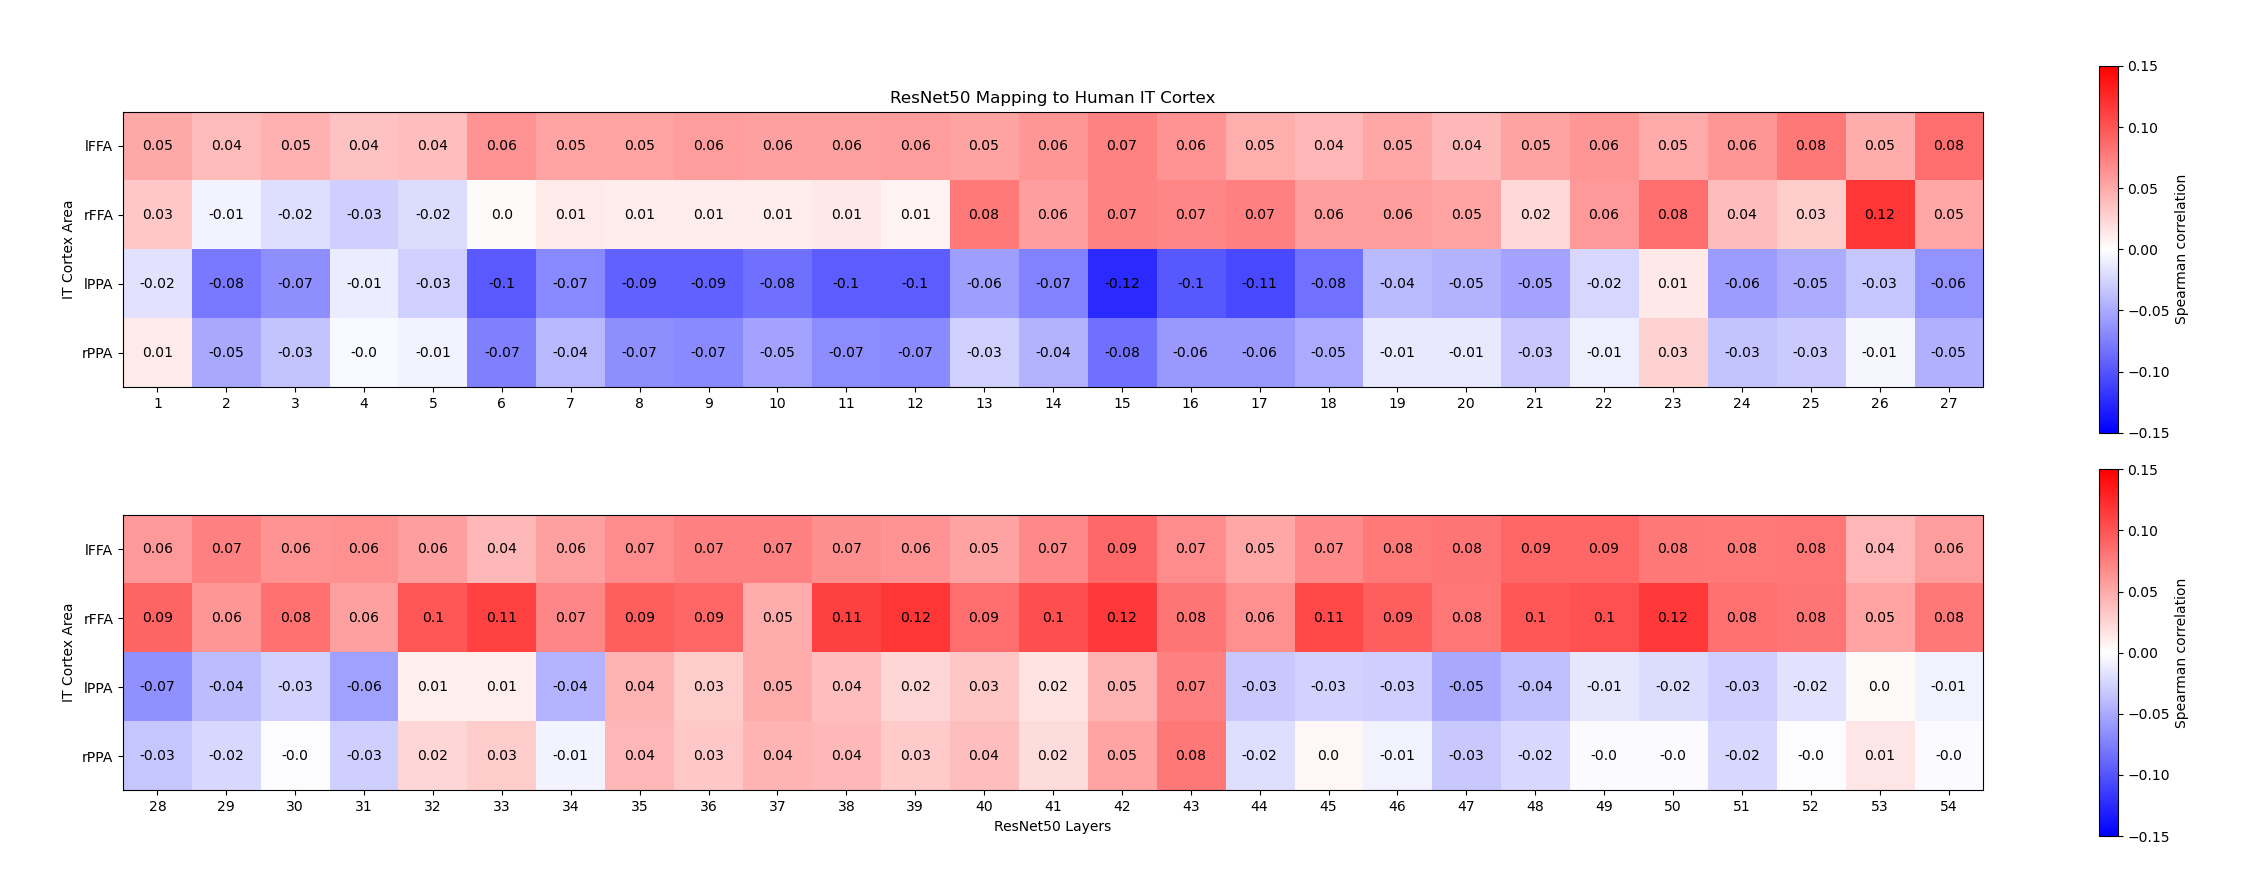 ResNet50 Mapping to Human IT Cortex
IT Cortex Area
lFFA 0.05 0.04 0.05 0.04 0.04 0.06 0.05 0.05 0.06 0.06 0.06 0.06 0.05 0.06 0.07 0.06 0.05 0.04 0.05 0.04 0.05 0.06 0.05 0.06 0.08 0.05 0.08
rFFA 0.03 -0.01 -0.02 -0.03 -0.02 0.0 0.01 0.01 0.01 0.01 0.01 0.01 0.08 0.06 0.07 0.07 0.07 0.06 0.06 0.05 0.02 0.06 0.08 0.04 0.03 0.12 0.05
lPPA -0.02 -0.08 -0.07 -0.01 -0.03 -0.1 -0.07 -0.09 -0.09 -0.08 -0.1 -0.1 -0.06 -0.07 -0.12 -0.1 -0.11 -0.08 -0.04 -0.05 -0.05 -0.02 0.01 -0.06 -0.05 -0.03 -0.06
rPPA 0.01 -0.05 -0.03 -0.0 -0.01 -0.07 -0.04 -0.07 -0.07 -0.05 -0.07 -0.07 -0.03 -0.04 -0.08 -0.06 -0.06 -0.05 -0.01 -0.01 -0.03 -0.01 0.03 -0.03 -0.03 -0.01 -0.05
1 2 3 4 5 6 7 8 9 10 11 12 13 14 15 16 17 18 19 20 21 22 23 24 25 26 27
0.15
0.10
0.05
0.00
−0.05
−0.10
−0.15
Spearman correlation
IT Cortex Area
lFFA 0.06 0.07 0.06 0.06 0.06 0.04 0.06 0.07 0.07 0.07 0.07 0.06 0.05 0.07 0.09 0.07 0.05 0.07 0.08 0.08 0.09 0.09 0.08 0.08 0.08 0.04 0.06
rFFA 0.09 0.06 0.08 0.06 0.1 0.11 0.07 0.09 0.09 0.05 0.11 0.12 0.09 0.1 0.12 0.08 0.06 0.11 0.09 0.08 0.1 0.1 0.12 0.08 0.08 0.05 0.08
lPPA -0.07 -0.04 -0.03 -0.06 0.01 0.01 -0.04 0.04 0.03 0.05 0.04 0.02 0.03 0.02 0.05 0.07 -0.03 -0.03 -0.03 -0.05 -0.04 -0.01 -0.02 -0.03 -0.02 0.0 -0.01
rPPA -0.03 -0.02 -0.0 -0.03 0.02 0.03 -0.01 0.04 0.03 0.04 0.04 0.03 0.04 0.02 0.05 0.08 -0.02 0.0 -0.01 -0.03 -0.02 -0.0 -0.0 -0.02 -0.0 0.01 -0.0
28 29 30 31 32 33 34 35 36 37 38 39 40 41 42 43 44 45 46 47 48 49 50 51 52 53 54
ResNet50 Layers
0.15
0.10
0.05
0.00
−0.05
−0.10
−0.15
Spearman correlation